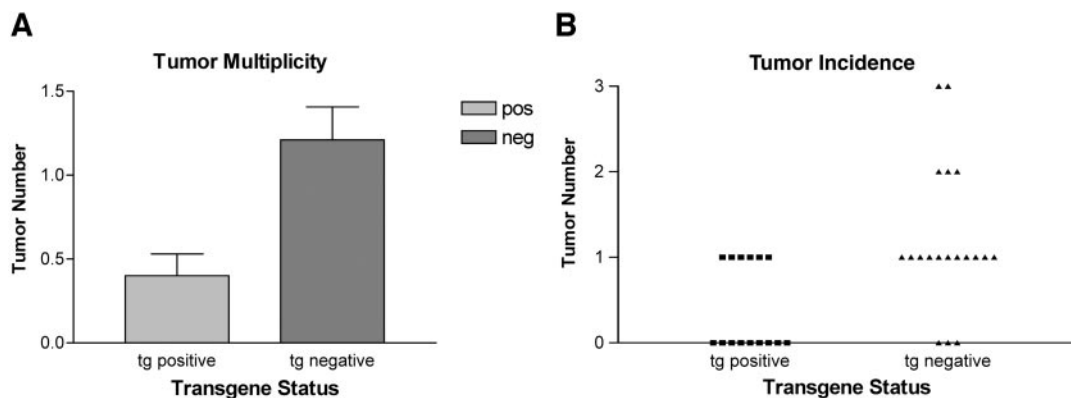 A
Tumor Multiplicity
1.5
1.0
0.5
0.0
Tumor Number
tg positive tg negative
Transgene Status
pos
neg
B
Tumor Incidence
3
2
1
0
Tumor Number
tg positive tg negative
Transgene Status